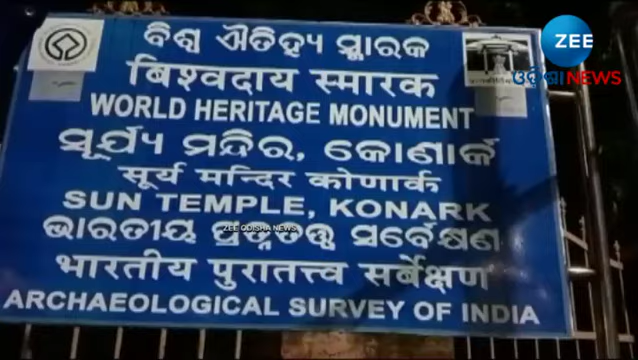 ବିଶ୍ୱ ଐତିହ୍ୟ ସ୍ମାରକ
ZEE
ଓଡ଼ିଶା NEWS
बिश्वदाय स्मारक
WORLD HERITAGE MONUMENT
ସୂର୍ଯ୍ୟ ମନ୍ଦିର, କୋଣାର୍କ
सूर्य मन्दिर कोणार्क
SUN TEMPLE, KONARK
ZEE ODISHA NEWS
ଭାରତୀୟ ପ୍ରତ୍ନତତ୍ତ୍ୱ ସର୍ବେକ୍ଷଣ
भारतीय पुरातत्त्व सर्बेक्षण
ARCHAEOLOGICAL SURVEY OF INDIA